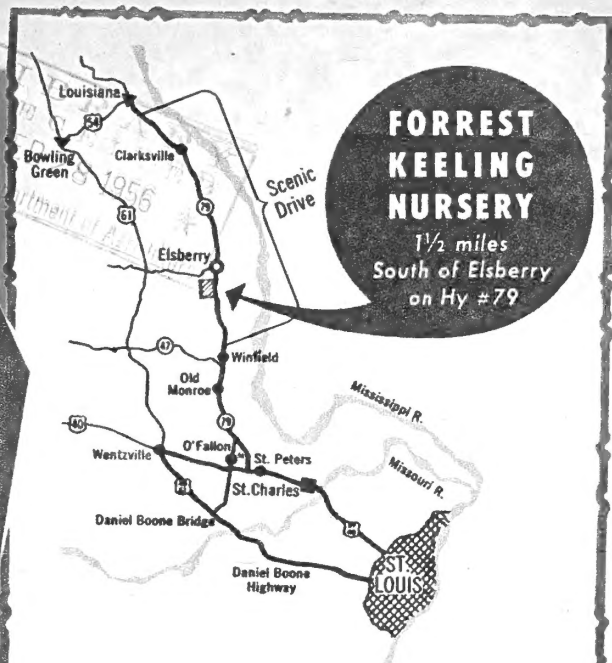 FORREST
KEELING
NURSERY
1½ miles
South of Elsberry
on Hy #79
Louisiana
54
Bowling
Green
8 1956
Clarksville
61
79
Scenic
Drive
Elsberry
47
Winfield
Old
Monroe
Mississippi R.
79
40
O'Fallon
St. Peters
Missouri R.
Wentzville
St. Charles
Daniel Boone Bridge
Daniel Boone
Highway
ST.
LOUIS